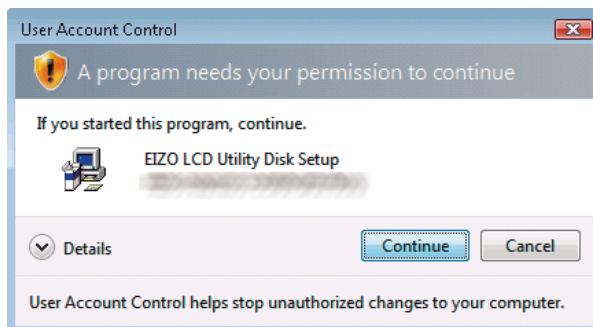 User Account Control
A program needs your permission to continue
If you started this program, continue.
EIZO LCD Utility Disk Setup
Details
Continue
Cancel
User Account Control helps stop unauthorized changes to your computer.